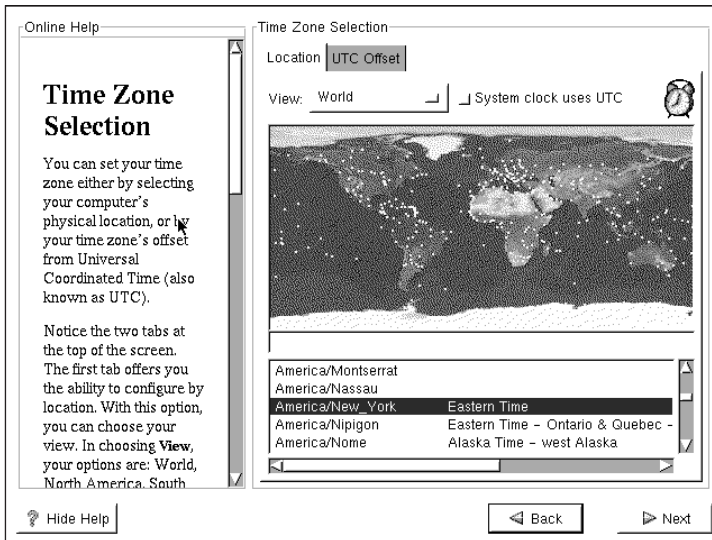 Online Help
Time Zone
Selection
You can set your time
zone either by selecting
your computer's
physical location, or by
your time zone's offset
from Universal
Coordinated Time (also
known as UTC).
Notice the two tabs at
the top of the screen.
The first tab offers you
the ability to configure by
location. With this option,
you can choose your
view. In choosing View,
your options are: World,
North America, South
Time Zone Selection
Location
UTC Offset
View: World
System clock uses UTC
America/Montserrat
America/Nassau
America/New_York Eastern Time
America/Nipigon Eastern Time - Ontario & Quebec -
America/Nome Alaska Time - west Alaska
Hide Help
Back
Next